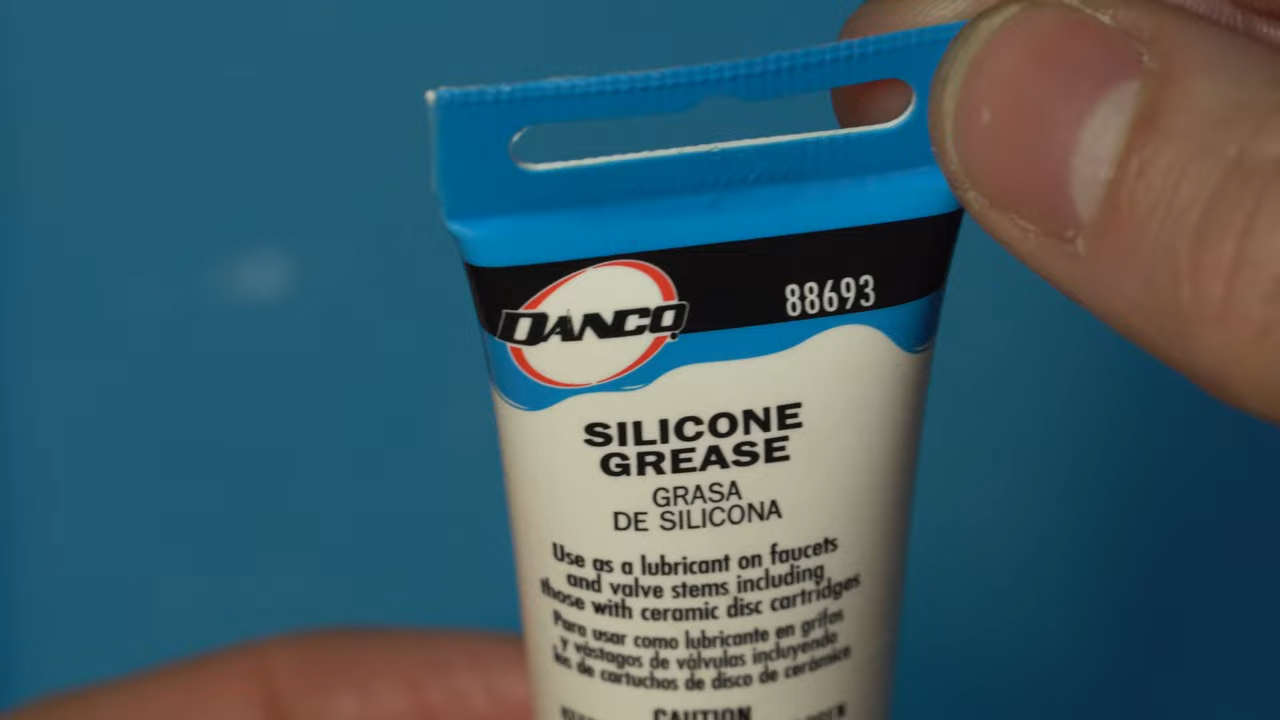 DANCO
88693
SILICONE
GREASE
GRASA
DE SILICONA
Use as a lubricant on faucets
and valve stems including
those with ceramic disc cartridges
Para usar como lubricante en grifos
y vástagos de válvulas incluyendo
los de cartuchos de disco de cerámica
CAUTION